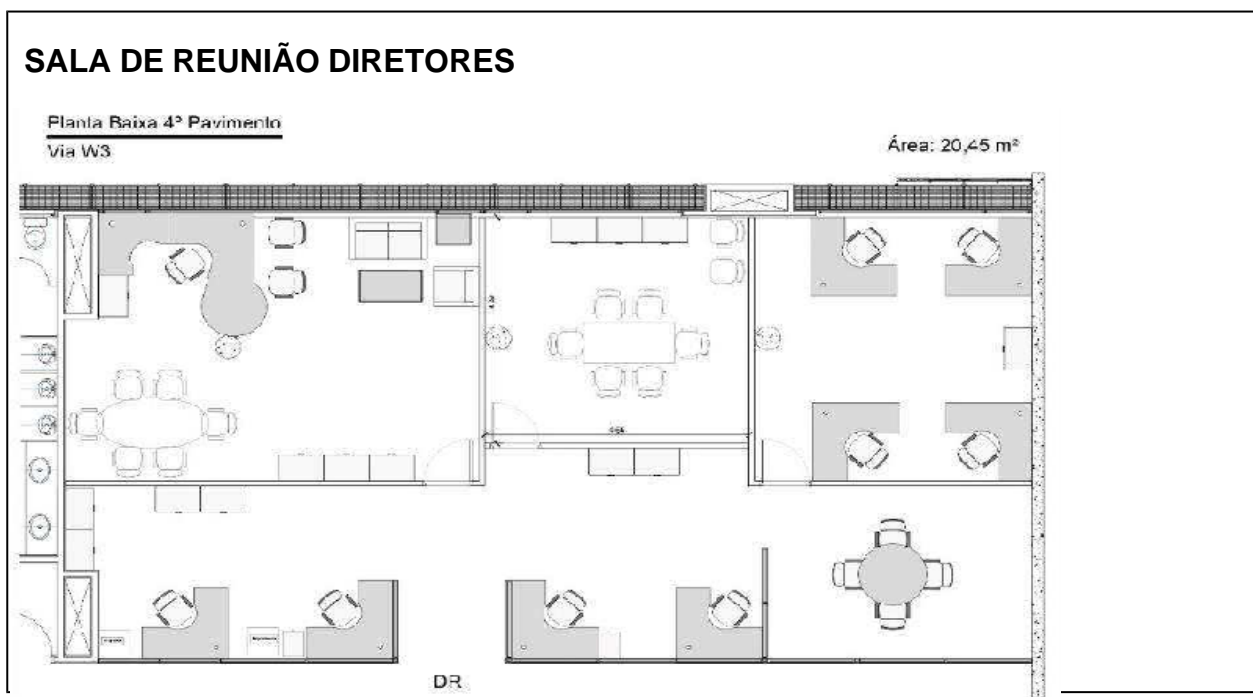 SALA DE REUNIÃO DIRETORES
Planta Baixa 4º Pavimento
Via W3
Área: 20,45 m²
DR